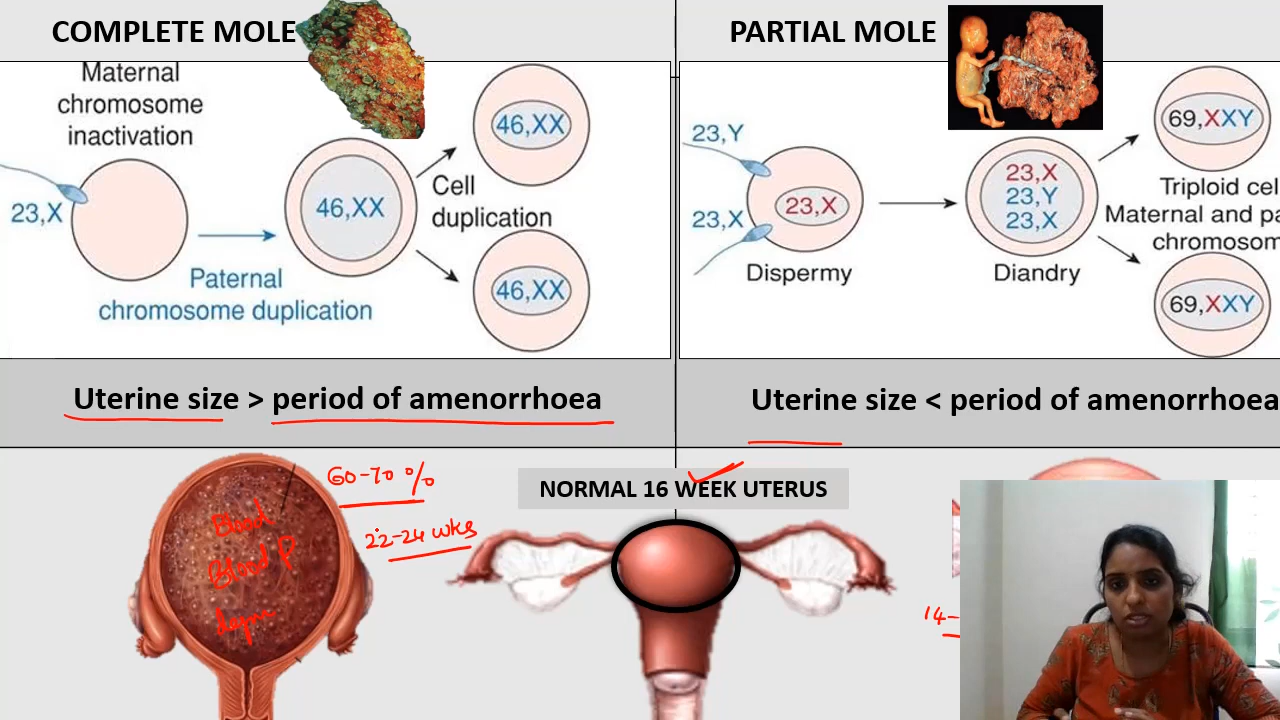 COMPLETE MOLE
PARTIAL MOLE
Maternal
chromosome
inactivation
23,X
46,XX
46,XX
46,XX
Cell
duplication
Paternal
chromosome duplication
23,Y
23,X
23,X
Dispermy
23,X
23,Y
23,X
Diandry
69,XXY
Triploid cel
Maternal and pa
chromosom
69,XXY
Uterine size > period of amenorrhoea
Uterine size < period of amenorrhoea
60-70 %
22-24 wks
Blood
Blood P
NORMAL 16 WEEK UTERUS
14-